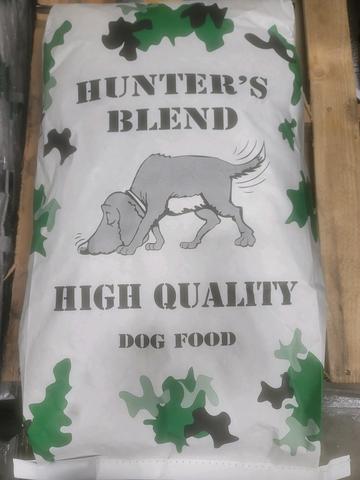 HUNTER'S
BLEND
HIGH QUALITY
DOG FOOD